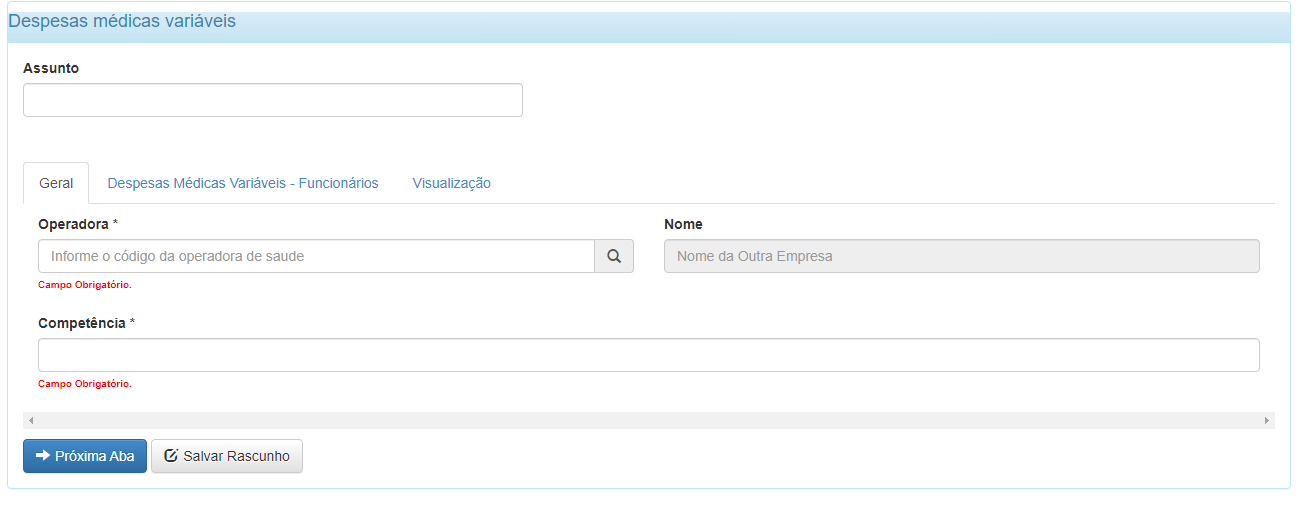 Despesas médicas variáveis
Assunto
Geral Despesas Médicas Variáveis - Funcionários Visualização
Operadora * Nome
Informe o código da operadora de saude Nome da Outra Empresa
Campo Obrigatório.
Competência *
Campo Obrigatório.
Próxima Aba Salvar Rascunho